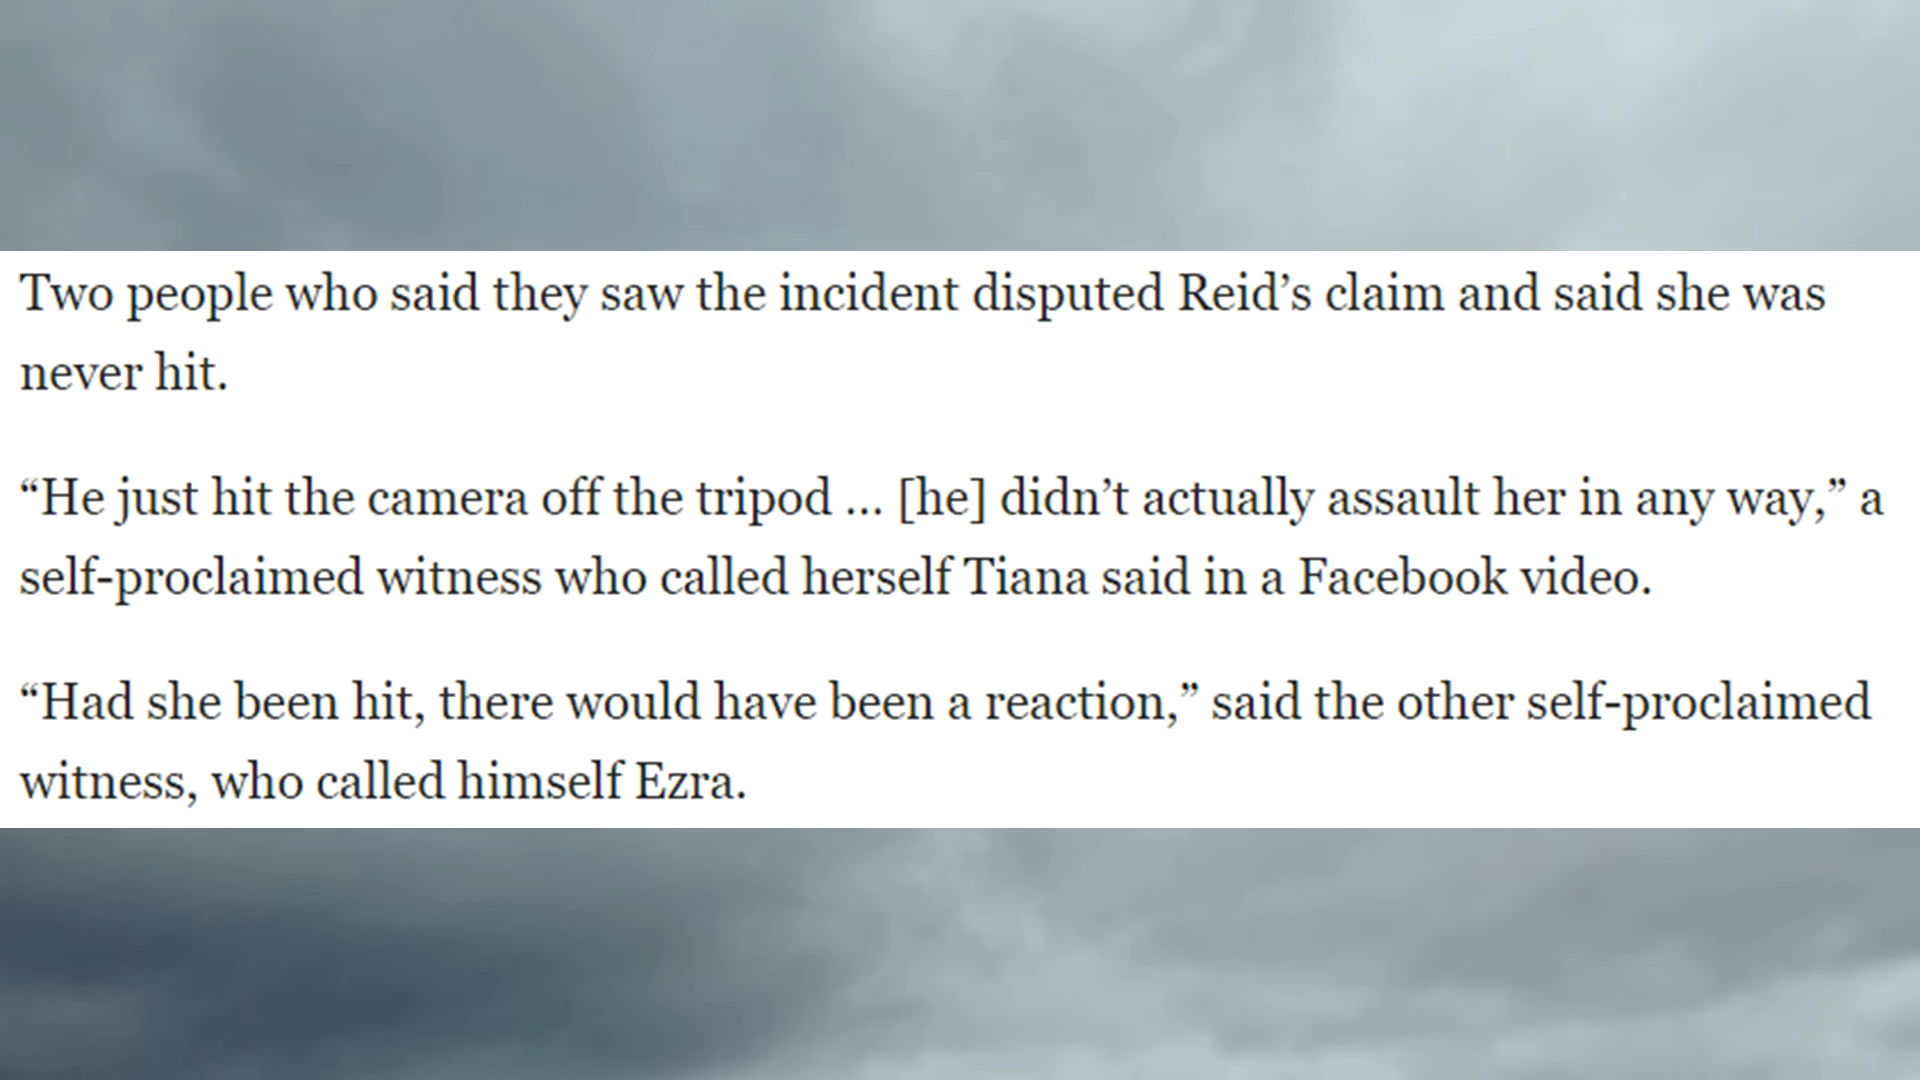 Two people who said they saw the incident disputed Reid’s claim and said she was
never hit.
“He just hit the camera off the tripod ... [he] didn’t actually assault her in any way,” a
self-proclaimed witness who called herself Tiana said in a Facebook video.
“Had she been hit, there would have been a reaction,” said the other self-proclaimed
witness, who called himself Ezra.